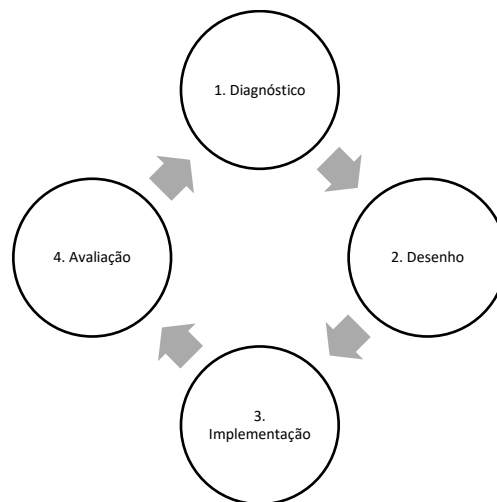 1. Diagnóstico
2. Desenho
3.
Implementação
4. Avaliação